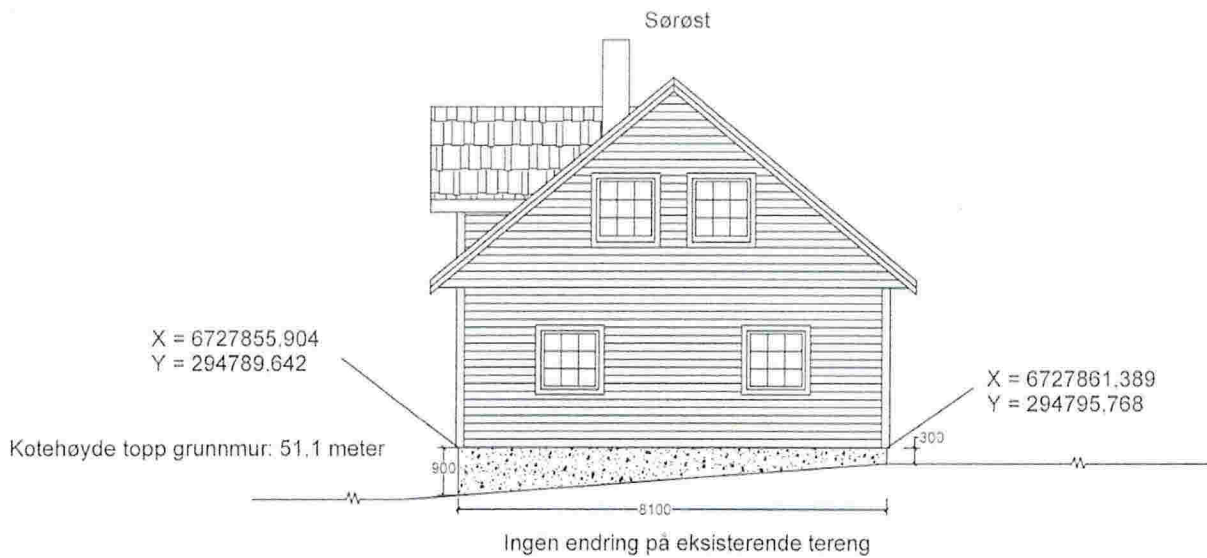 Sørøst
X = 6727855,904
Y = 294789.642
X = 6727861,389
Y = 294795.768
Kotehøyde topp grunnmur: 51,1 meter
300
900
8100
Ingen endring på eksisterende tereng